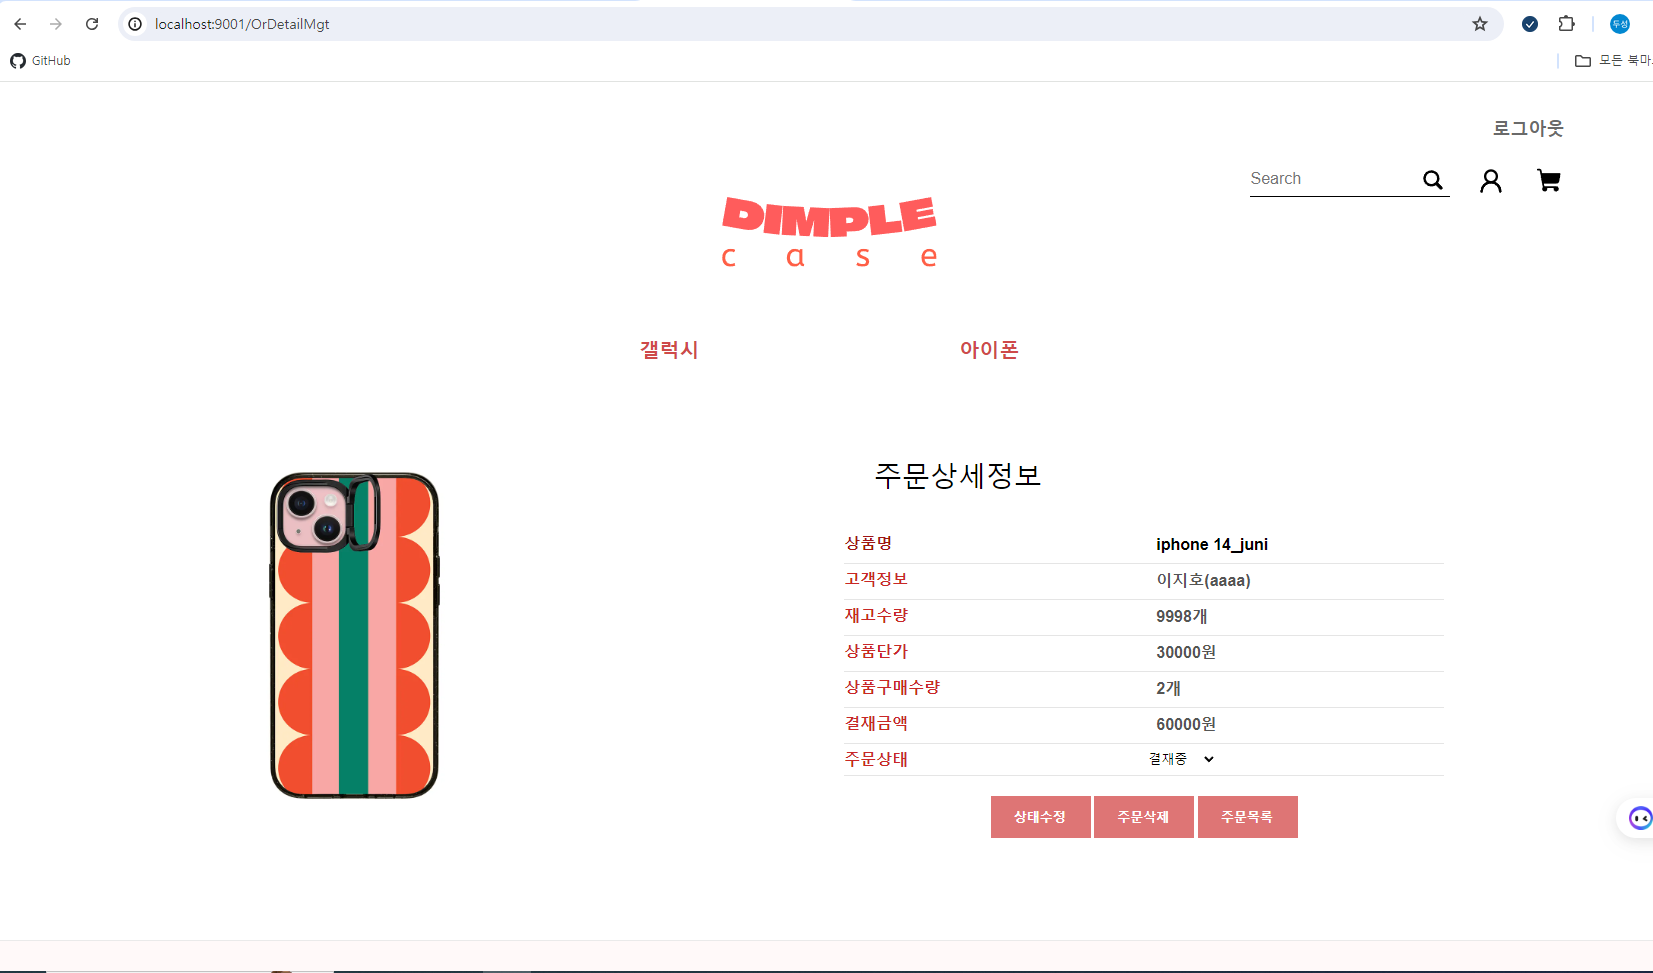 localhost:9001/OrDetailMgt
두성
GitHub
모든 북마
로그아웃
Search
DIMPLE
case
갤럭시
아이폰
주문상세정보
상품명 iphone 14_juni
고객정보 이지호(aaaa)
재고수량 9998개
상품단가 30000원
상품구매수량 2개
결재금액 60000원
주문상태 결재중
상태수정 주문삭제 주문목록